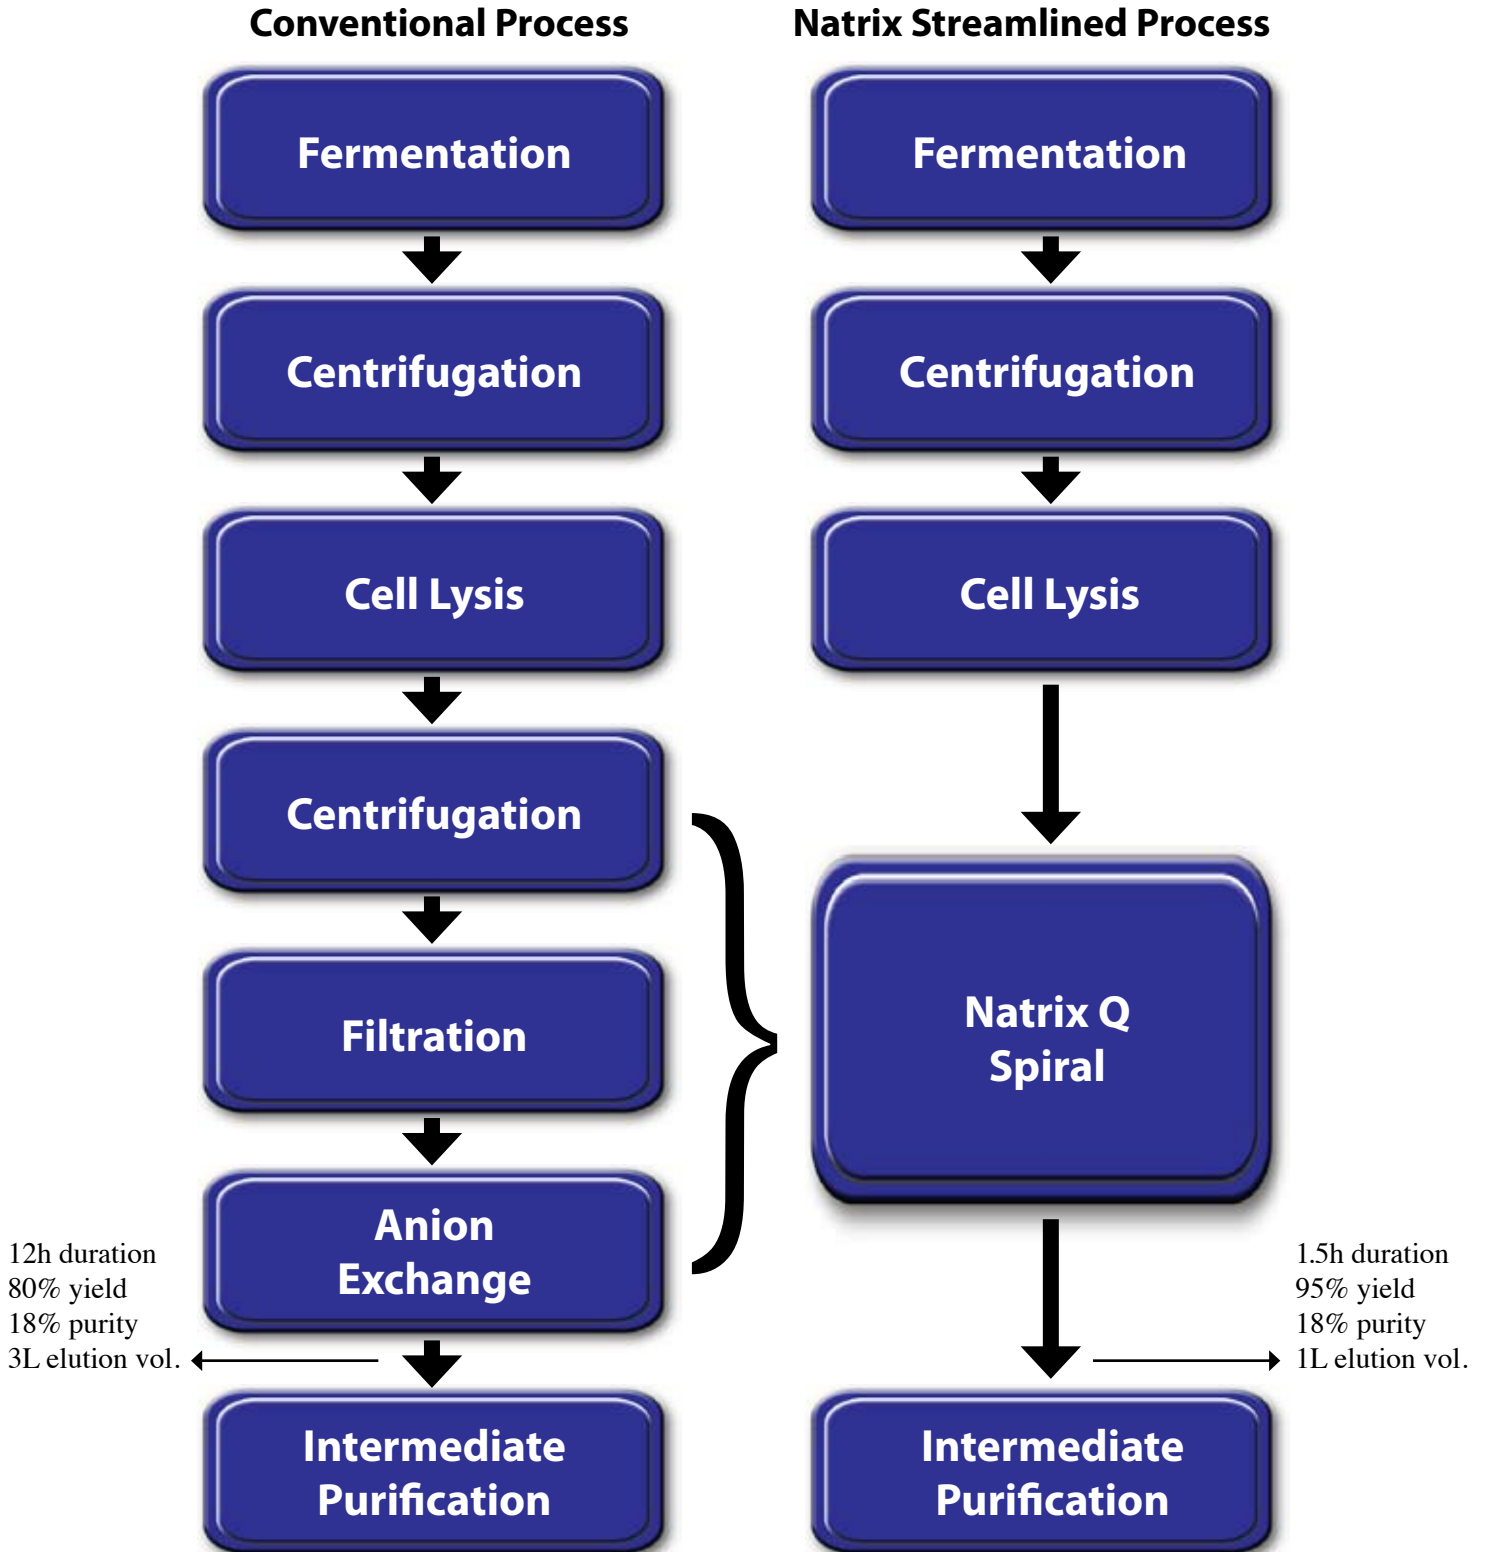 Conventional Process
Fermentation
Centrifugation
Cell Lysis
Centrifugation
Filtration
Anion
Exchange
12h duration
80% yield
18% purity
3L elution vol.
Intermediate
Purification
Natrix Streamlined Process
Fermentation
Centrifugation
Cell Lysis
Natrix Q
Spiral
1.5h duration
95% yield
18% purity
1L elution vol.
Intermediate
Purification